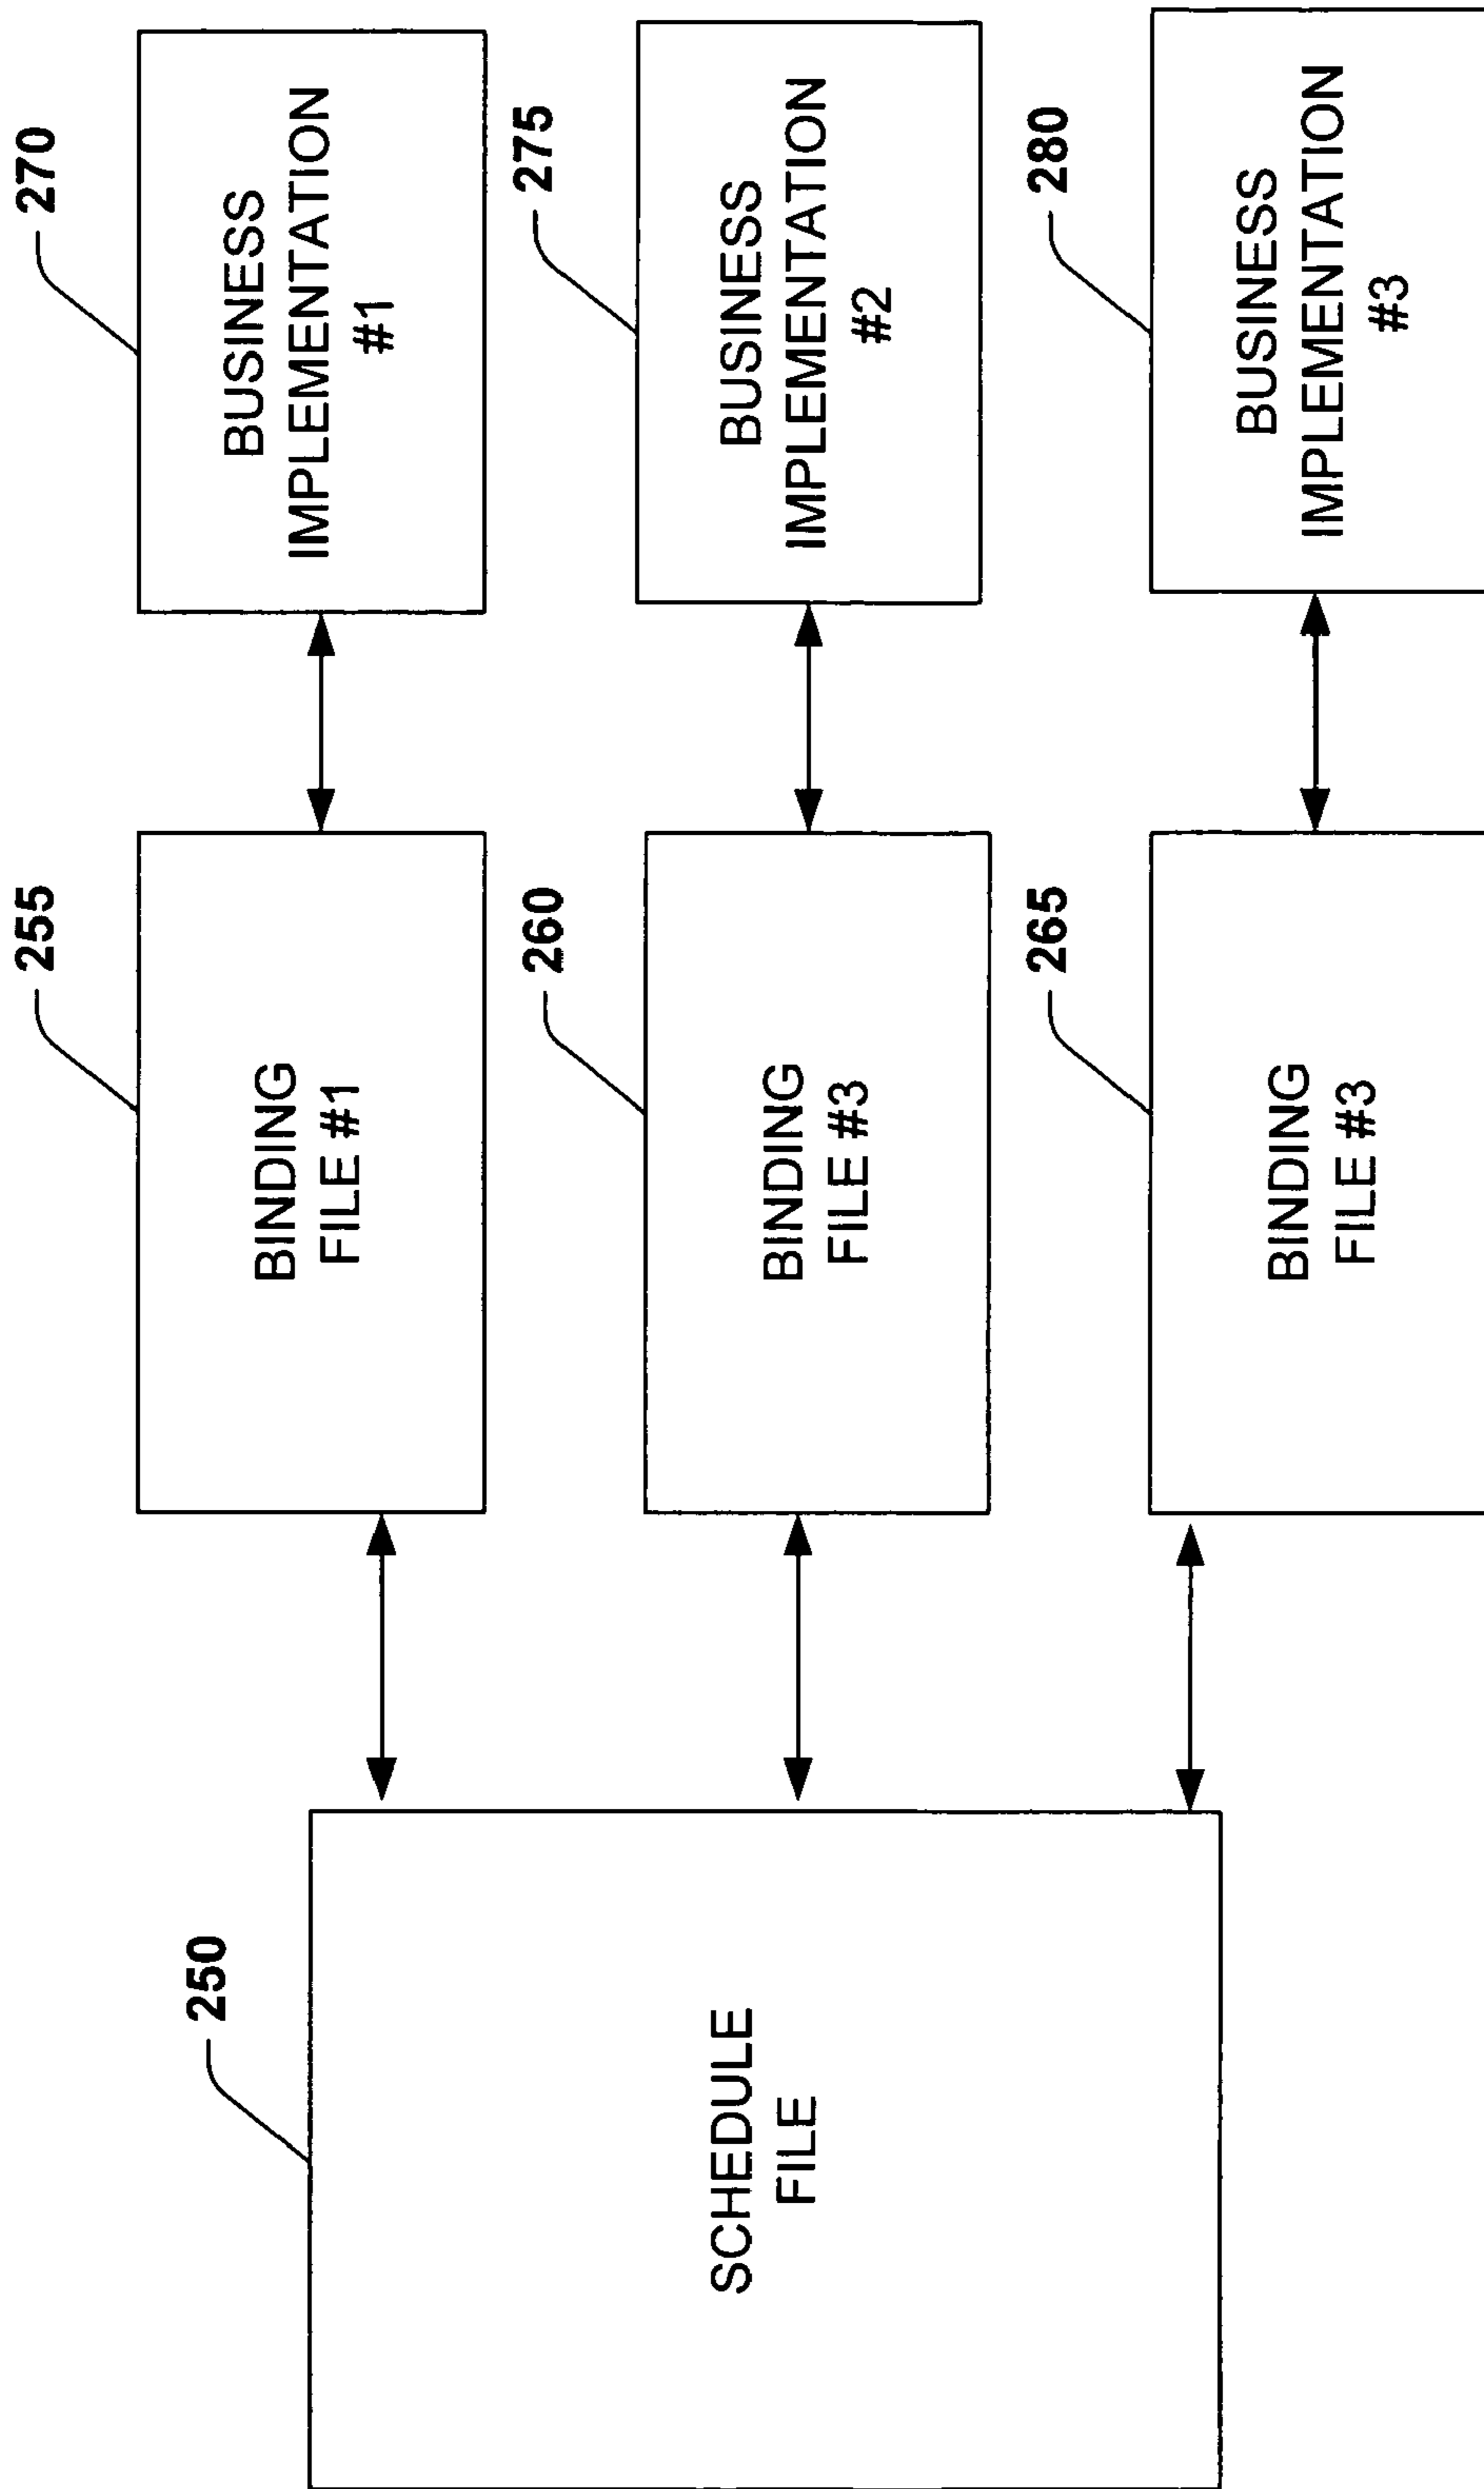 250
SCHEDULE
FILE
255
BINDING
FILE #1
270
BUSINESS
IMPLEMENTATION
#1
260
BINDING
FILE #3
275
BUSINESS
IMPLEMENTATION
#2
265
BINDING
FILE #3
280
BUSINESS
IMPLEMENTATION
#3